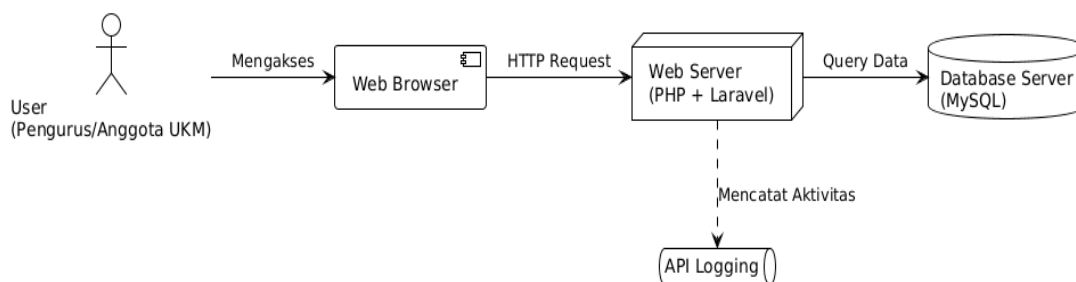 User
(Pengurus/Anggota UKM)
Mengakses
Web Browser
HTTP Request
Web Server
(PHP + Laravel)
Query Data
Database Server
(MySQL)
Mencatat Aktivitas
API Logging